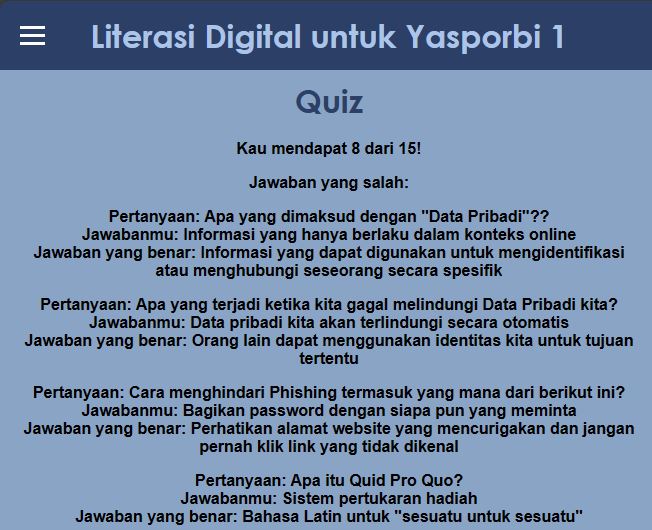 Literasi Digital untuk Yasporbi 1
Quiz
Kau mendapat 8 dari 15!
Jawaban yang salah:
Pertanyaan: Apa yang dimaksud dengan "Data Pribadi"??
Jawabanmu: Informasi yang hanya berlaku dalam konteks online
Jawaban yang benar: Informasi yang dapat digunakan untuk mengidentifikasi
atau menghubungi seseorang secara spesifik
Pertanyaan: Apa yang terjadi ketika kita gagal melindungi Data Pribadi kita?
Jawabanmu: Data pribadi kita akan terlindungi secara otomatis
Jawaban yang benar: Orang lain dapat menggunakan identitas kita untuk tujuan
tertentu
Pertanyaan: Cara menghindari Phishing termasuk yang mana dari berikut ini?
Jawabanmu: Bagikan password dengan siapa pun yang meminta
Jawaban yang benar: Perhatikan alamat website yang mencurigakan dan jangan
pernah klik link yang tidak dikenal
Pertanyaan: Apa itu Quid Pro Quo?
Jawabanmu: Sistem pertukaran hadiah
Jawaban yang benar: Bahasa Latin untuk "sesuatu untuk sesuatu"